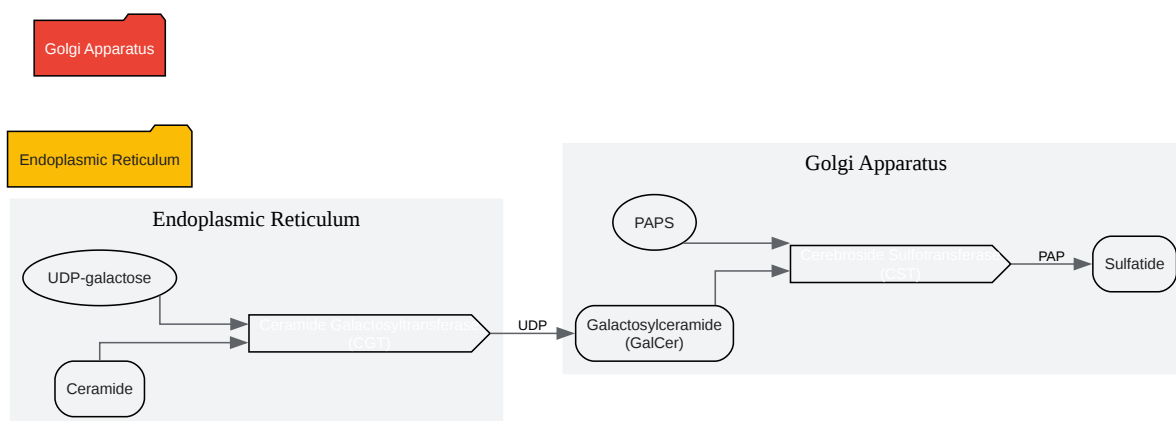 Golgi Apparatus
Endoplasmic Reticulum
Endoplasmic Reticulum
UDP-galactose
Ceramide
Ceramide Galactosyltransferase
(CGT)
UDP
Golgi Apparatus
PAPS
Galactosylceramide
(GalCer)
Cerebroside Sulfotransferase
(CST)
PAP
Sulfatide